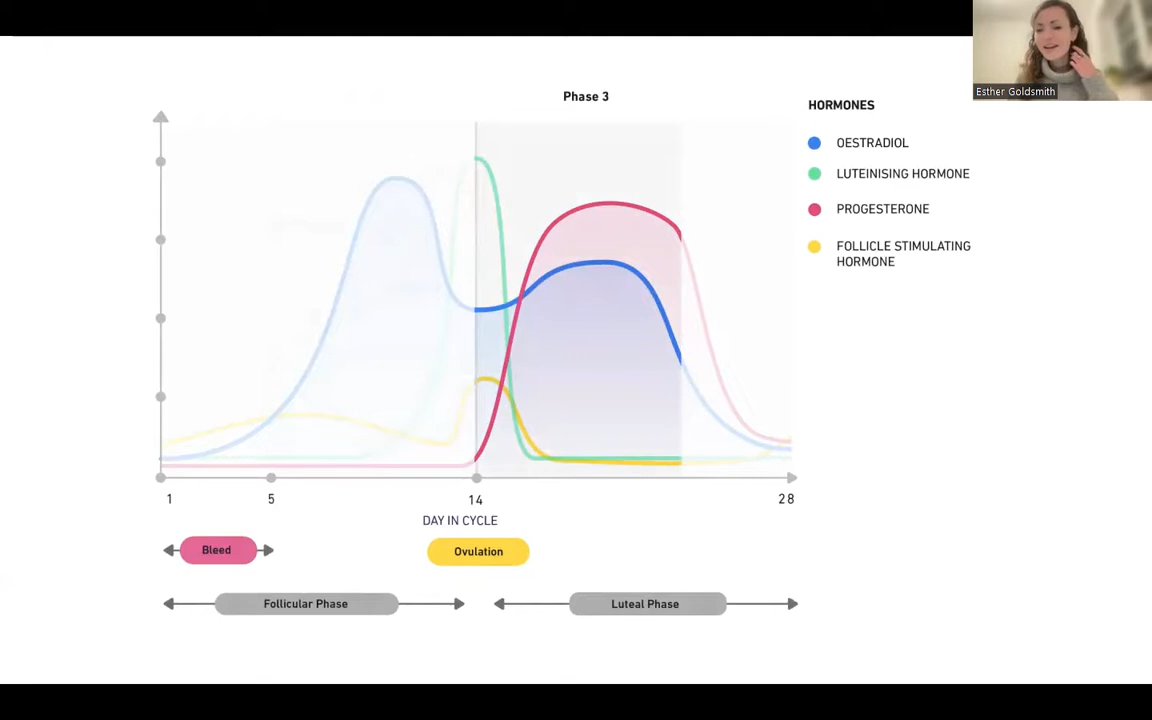 Esther Goldsmith
Phase 3
HORMONES
OESTRADIOL
LUTEINISING HORMONE
PROGESTERONE
FOLLICLE STIMULATING
HORMONE
1
5
14
28
DAY IN CYCLE
Bleed
Ovulation
Follicular Phase
Luteal Phase